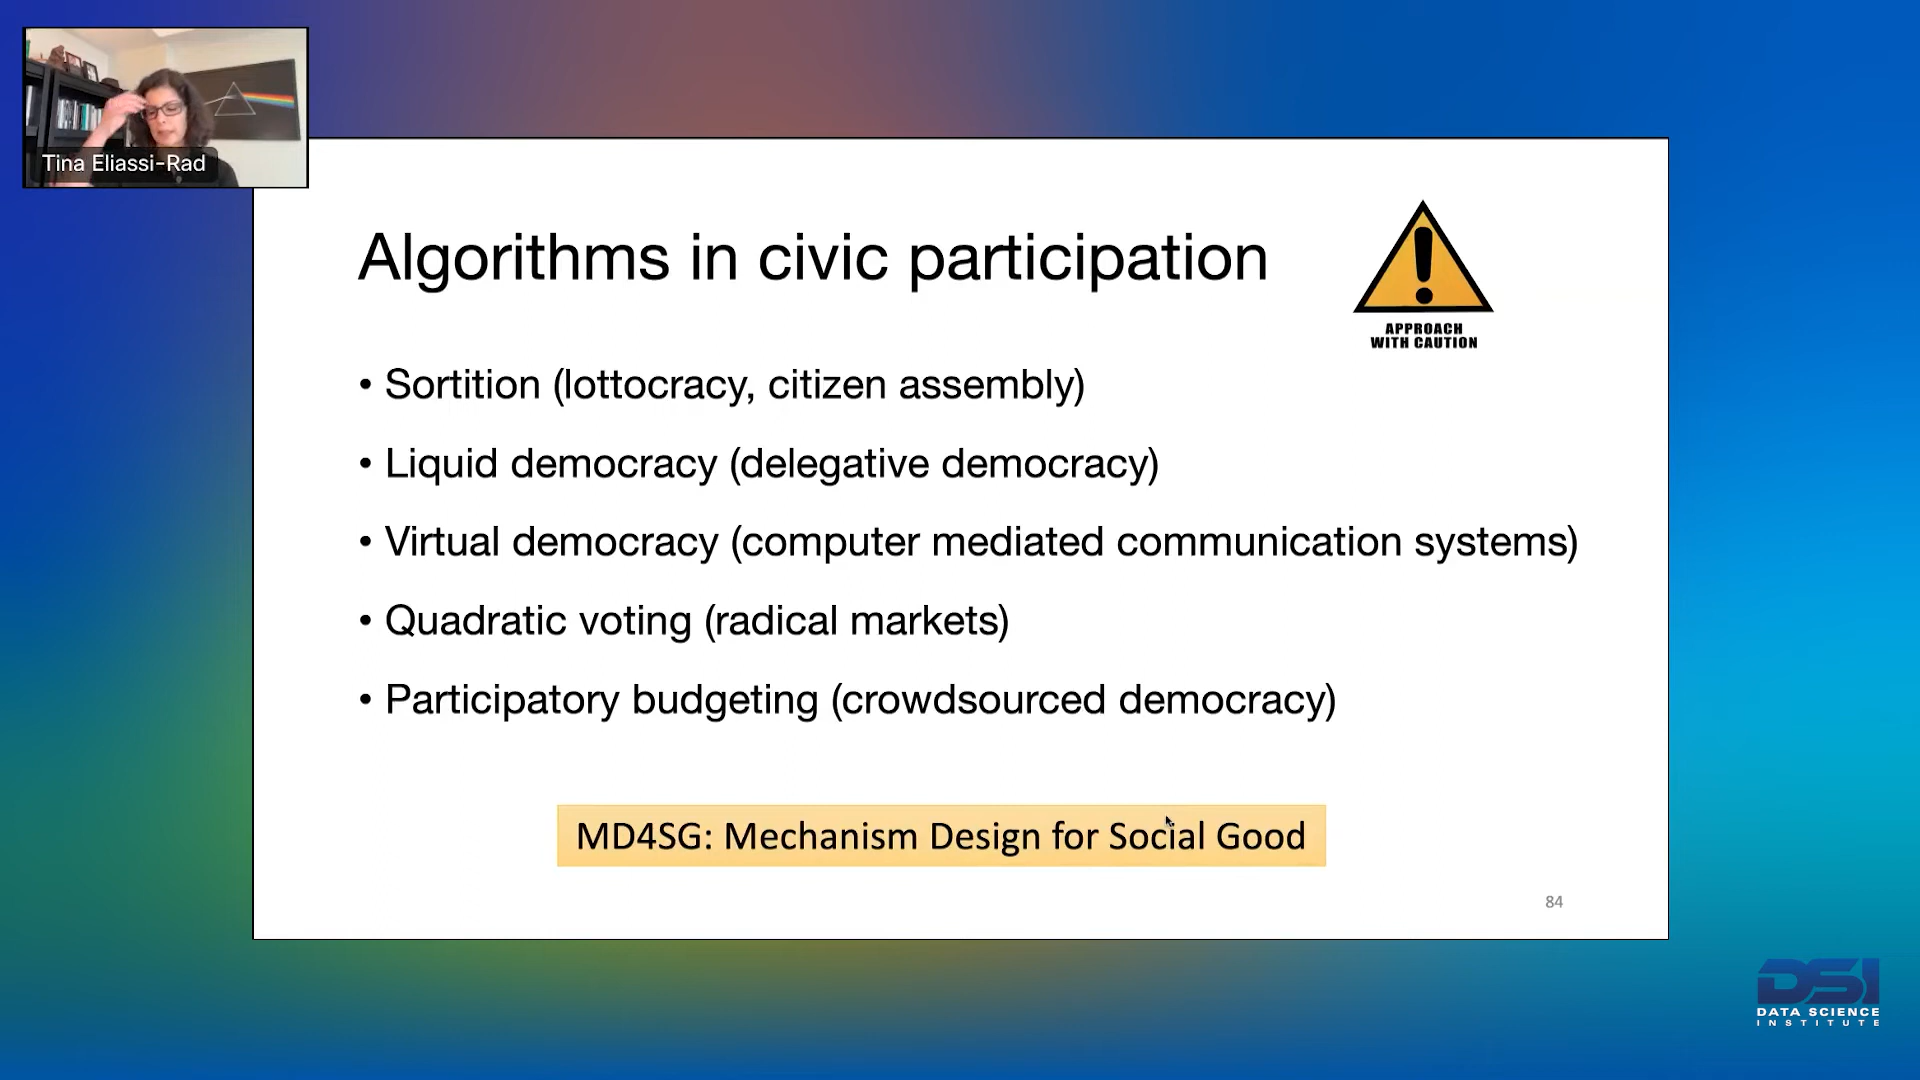 Tina Eliassi-Rad
Algorithms in civic participation
APPROACH
WITH CAUTION
• Sortition (lottocracy, citizen assembly)
• Liquid democracy (delegative democracy)
• Virtual democracy (computer mediated communication systems)
• Quadratic voting (radical markets)
• Participatory budgeting (crowdsourced democracy)
MD4SG: Mechanism Design for Social Good
84
DSI
DATA SCIENCE
INSTITUTE